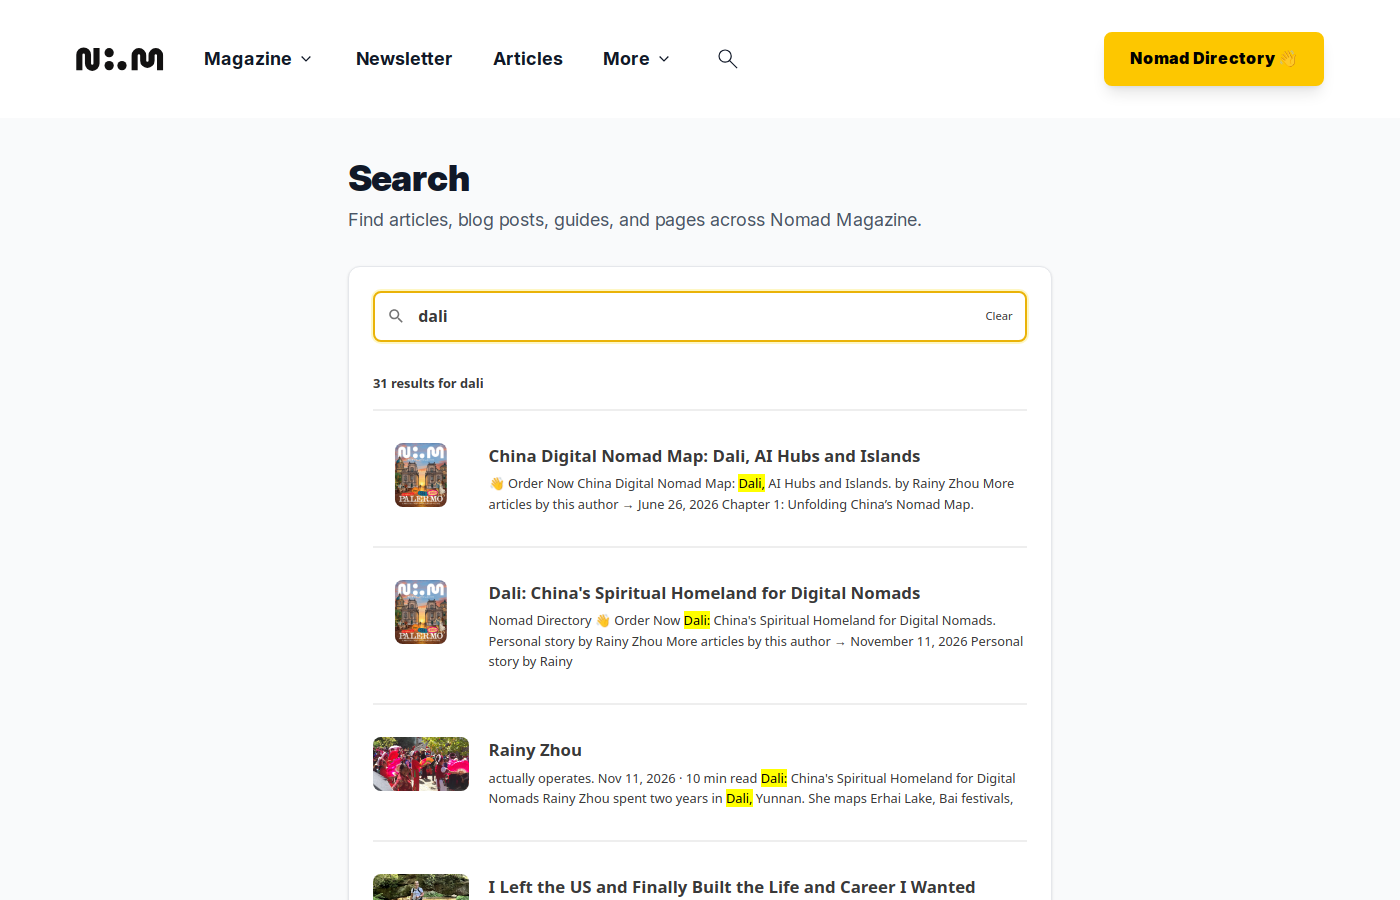 N:.M
Magazine
Newsletter
Articles
More
Nomad Directory 👋
Search
Find articles, blog posts, guides, and pages across Nomad Magazine.
dali
Clear
31 results for dali
N:.M
PALERMO
China Digital Nomad Map: Dali, AI Hubs and Islands
👋 Order Now China Digital Nomad Map: Dali, AI Hubs and Islands. by Rainy Zhou More
articles by this author → June 26, 2026 Chapter 1: Unfolding China’s Nomad Map.
N:.M
PALERMO
Dali: China's Spiritual Homeland for Digital Nomads
Nomad Directory 👋 Order Now Dali: China's Spiritual Homeland for Digital Nomads.
Personal story by Rainy Zhou More articles by this author → November 11, 2026 Personal
story by Rainy
Rainy Zhou
actually operates. Nov 11, 2026 · 10 min read Dali: China's Spiritual Homeland for Digital
Nomads Rainy Zhou spent two years in Dali, Yunnan. She maps Erhai Lake, Bai festivals,
I Left the US and Finally Built the Life and Career I Wanted